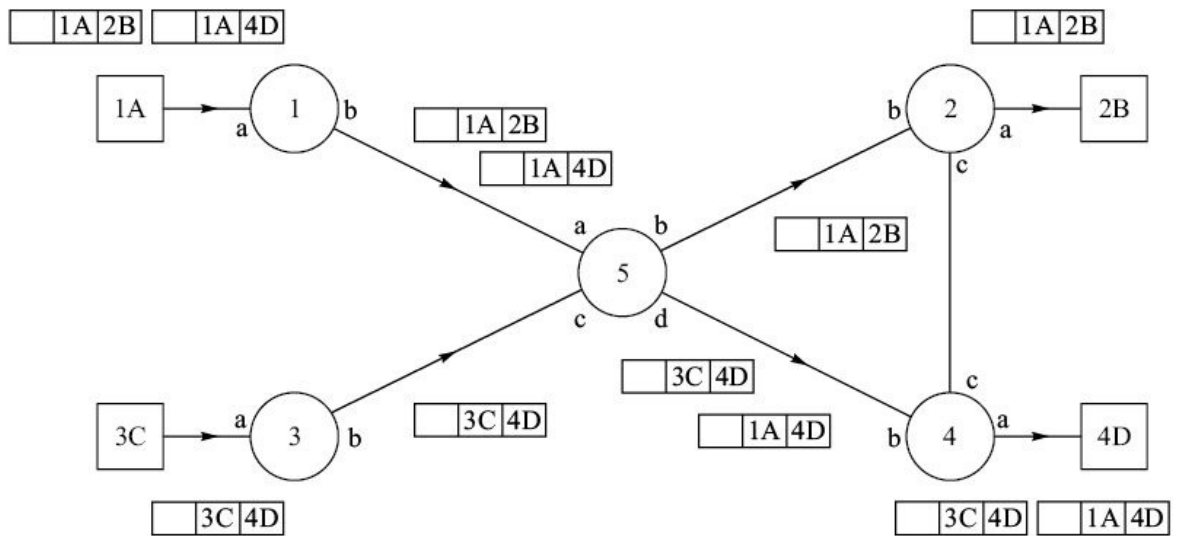 1A 2B 1A 4D 1A 2B
1A a 1 b b 2 a 2B
1A 2B
c
1A 4D
a b
1A 2B
5
c d
3C 4D
c
3C a 3 b 3C 4D 1A 4D b 4 a 4D
3C 4D 3C 4D 1A 4D